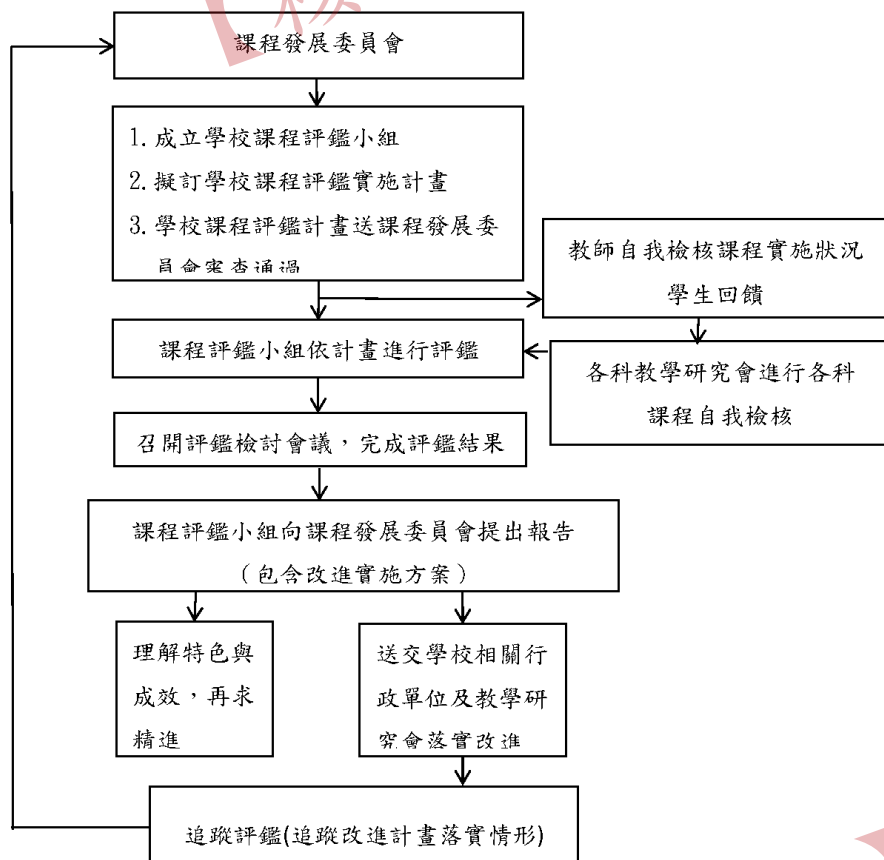 課程發展委員會
1. 成立學校課程評鑑小組
2. 擬訂學校課程評鑑實施計畫
3. 學校課程評鑑計畫送課程發展委
員會審查通過
教師自我檢核課程實施狀況
學生回饋
課程評鑑小組依計畫進行評鑑
各科教學研究會進行各科
課程自我檢核
召開評鑑檢討會議，完成評鑑結果
課程評鑑小組向課程發展委員會提出報告
（包含改進實施方案）
理解特色與
成效，再求
精進
送交學校相關行
政單位及教學研
究會落實改進
追蹤評鑑(追蹤改進計畫落實情形)